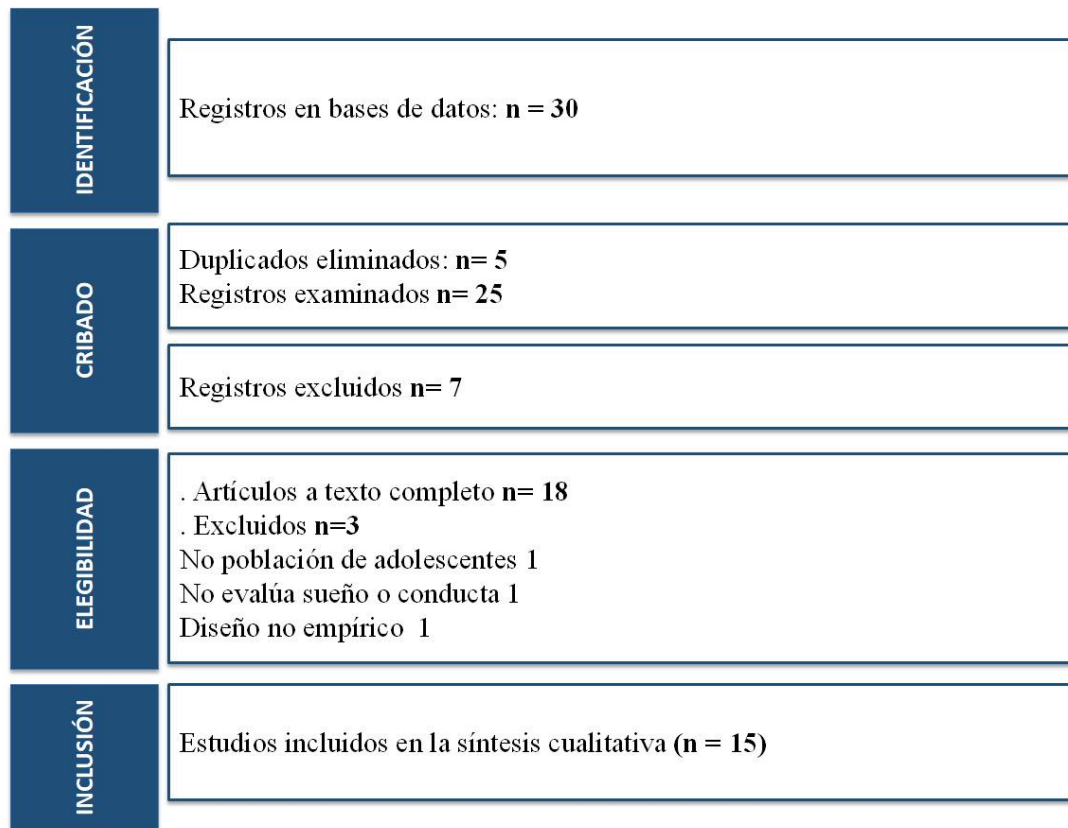 IDENTIFICACIÓN
Registros en bases de datos: n = 30
CRIBADO
Duplicados eliminados: n= 5
Registros examinados n= 25
Registros excluidos n= 7
ELEGIBILIDAD
. Artículos a texto completo n= 18
. Excluidos n=3
No población de adolescentes 1
No evalúa sueño o conducta 1
Diseño no empírico 1
INCLUSIÓN
Estudios incluidos en la síntesis cualitativa (n = 15)